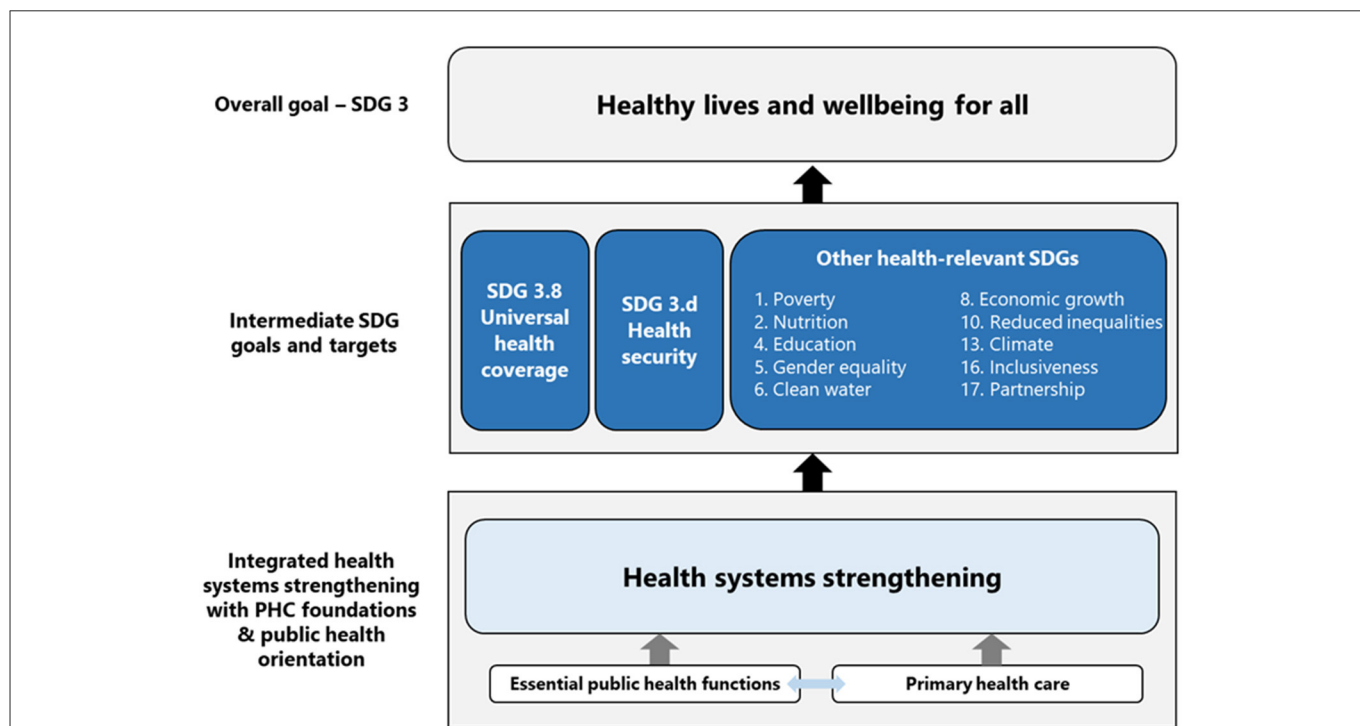 Overall goal – SDG 3
Healthy lives and wellbeing for all
Intermediate SDG
goals and targets
SDG 3.8
Universal
health
coverage
SDG 3.d
Health
security
Other health-relevant SDGs
1. Poverty
2. Nutrition
4. Education
5. Gender equality
6. Clean water
8. Economic growth
10. Reduced inequalities
13. Climate
16. Inclusiveness
17. Partnership
Integrated health
systems strengthening
with PHC foundations
& public health
orientation
Health systems strengthening
Essential public health functions
Primary health care